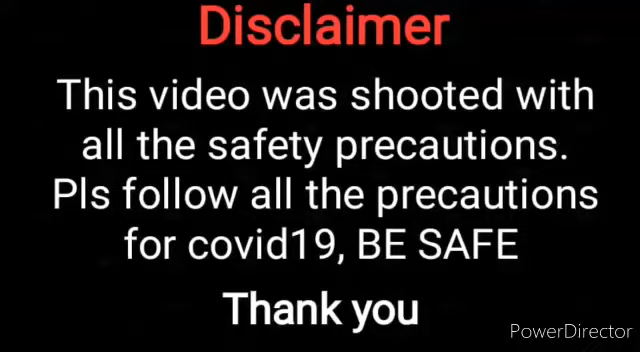 Disclaimer
This video was shooted with
all the safety precautions.
Pls follow all the precautions
for covid19, BE SAFE
Thank you
PowerDirector